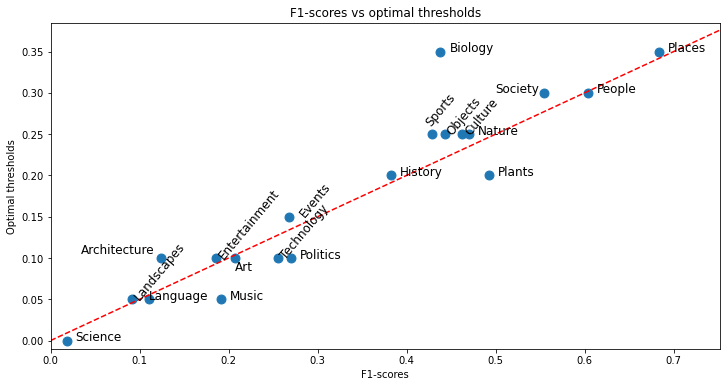 F1-scores vs optimal thresholds
Optimal thresholds
0.35
0.30
0.25
0.20
0.15
0.10
0.05
0.00
Biology
Places
Society
People
Sports
Objects
Culture
Nature
History
Plants
Events
Entertainment
Technology
Architecture
Landscapes
Art
Politics
Language
Music
Science
0.0
0.1
0.2
0.3
0.4
0.5
0.6
0.7
F1-scores